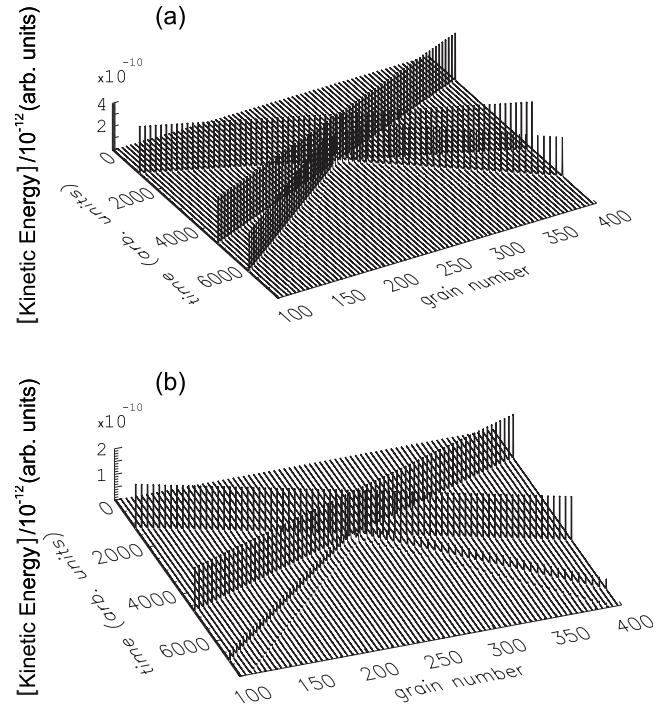 (a)
[Kinetic Energy]/10⁻¹² (arb. units)
x10⁻¹⁰
4
2
0
2000
4000
6000
time (arb. units)
100
150
200
250
300
350
400
grain number
(b)
[Kinetic Energy]/10⁻¹² (arb. units)
x10⁻¹⁰
2
1
0
2000
4000
6000
time (arb. units)
100
150
200
250
300
350
400
grain number